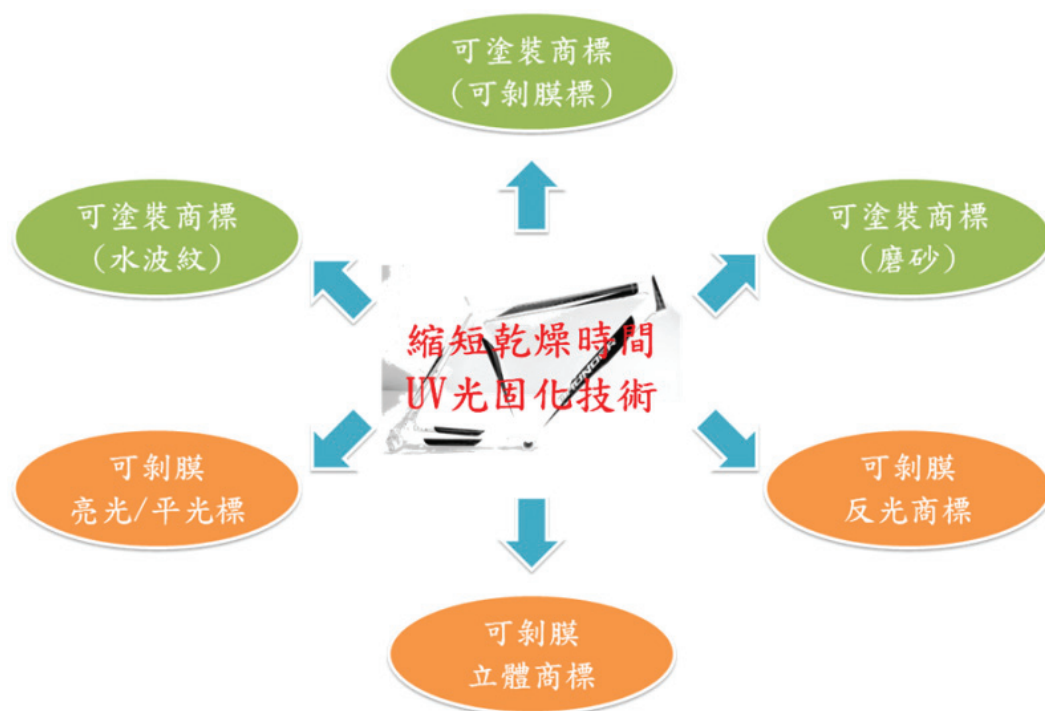 可塗裝商標
(可剝膜標)
可塗裝商標
(水波紋)
可塗裝商標
(磨砂)
縮短乾燥時間
UV光固化技術
可剝膜
亮光/平光標
可剝膜
反光商標
可剝膜
立體商標